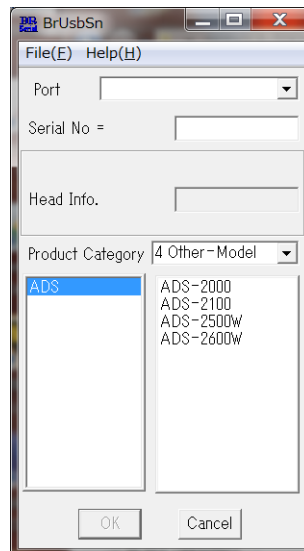 BrUsbSn
File(F) Help(H)
Port
Serial No =
Head Info.
Product Category 4 Other-Model
ADS
ADS-2000
ADS-2100
ADS-2500W
ADS-2600W
OK Cancel